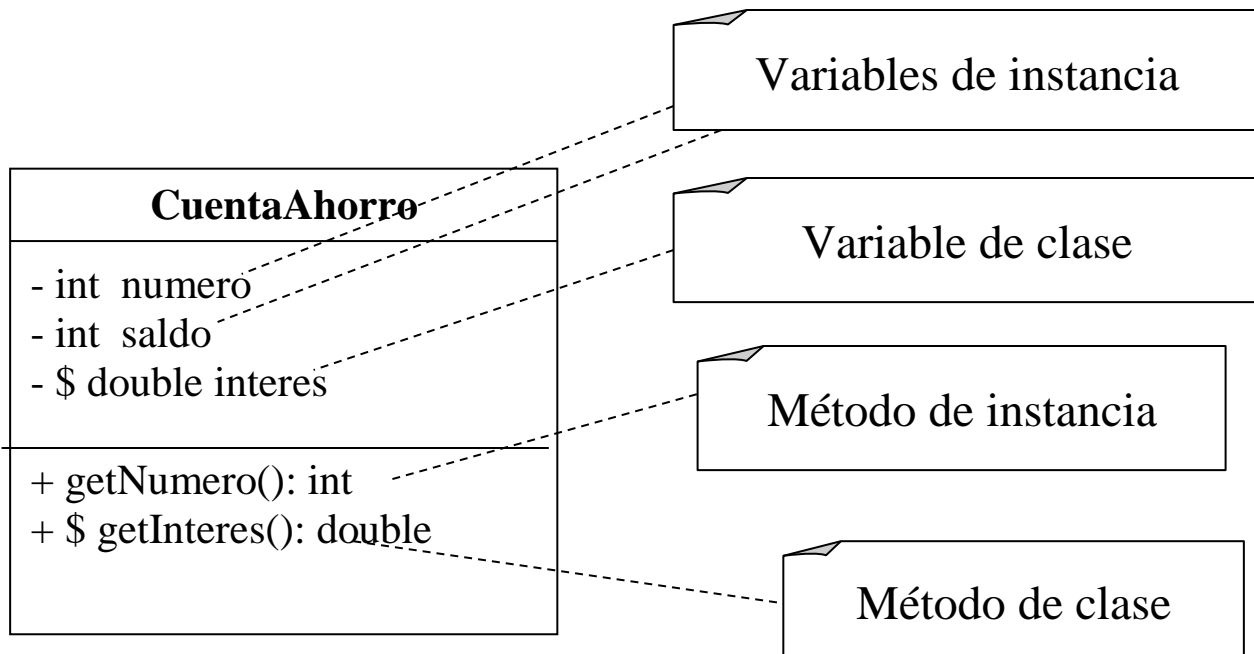 Variables de instancia
CuentaAhorro
Variable de clase
- int numero
- int saldo
- $ double interes
Método de instancia
+ getNumero(): int
+ $ getInteres(): double
Método de clase